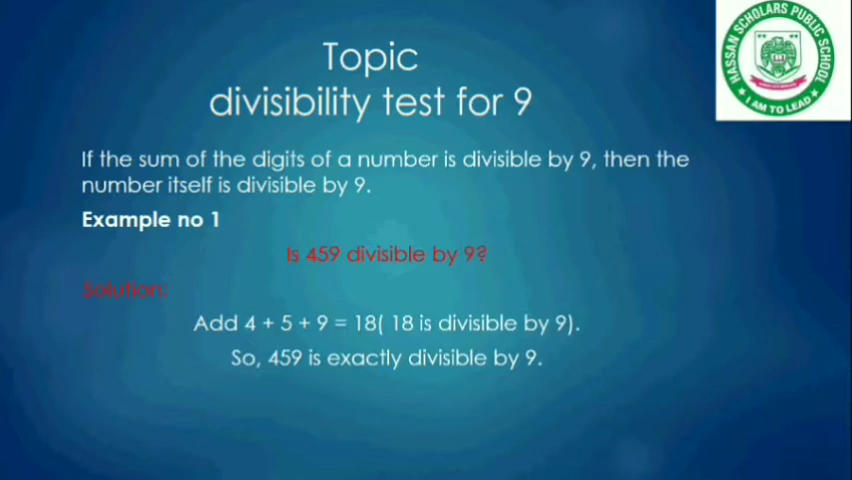 Topic
divisibility test for 9
HASSAN SCHOLARS PUBLIC SCHOOL
I AM TO LEAD
If the sum of the digits of a number is divisible by 9, then the
number itself is divisible by 9.
Example no 1
Is 459 divisible by 9?
Solution:
Add 4 + 5 + 9 = 18( 18 is divisible by 9).
So, 459 is exactly divisible by 9.